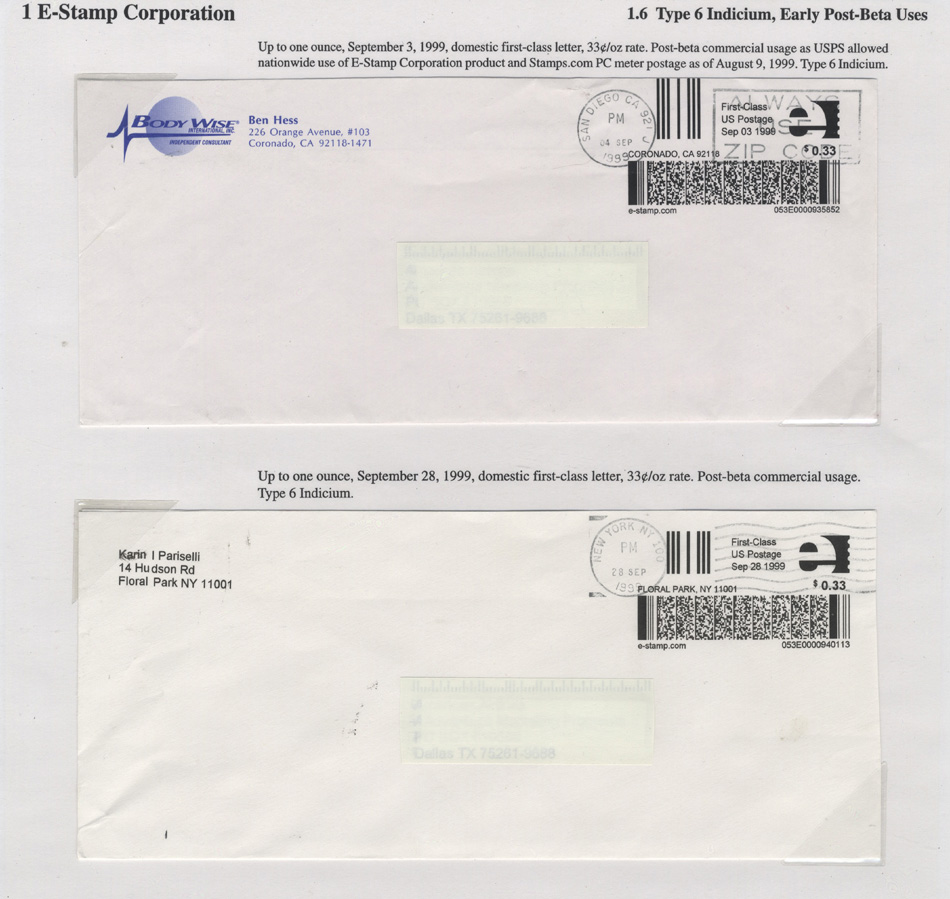 1 E-Stamp Corporation
1.6 Type 6 Indicium, Early Post-Beta Uses
Up to one ounce, September 3, 1999, domestic first-class letter, 33¢/oz rate. Post-beta commercial usage as USPS allowed
nationwide use of E-Stamp Corporation product and Stamps.com PC meter postage as of August 9, 1999. Type 6 Indicium.
BODY WISE
INTERNATIONAL, INC.
INDEPENDENT CONSULTANT
Ben Hess
226 Orange Avenue, #103
Coronado, CA 92118-1471
SAN DIEGO CA 921
PM
04 SEP
1999
ALWAYS
USE
ZIP CODE
First-Class
US Postage
Sep 03 1999
e
$ 0.33
CORONADO, CA 92118
e-stamp.com
053E0000935852
Dallas TX 75261-9688
Up to one ounce, September 28, 1999, domestic first-class letter, 33¢/oz rate. Post-beta commercial usage.
Type 6 Indicium.
Karin I Pariselli
14 Hudson Rd
Floral Park NY 11001
NEW YORK NY 100
PM
28 SEP
1999
First-Class
US Postage
Sep 28 1999
e
$ 0.33
FLORAL PARK, NY 11001
e-stamp.com
053E0000940113
Dallas TX 75261-9688